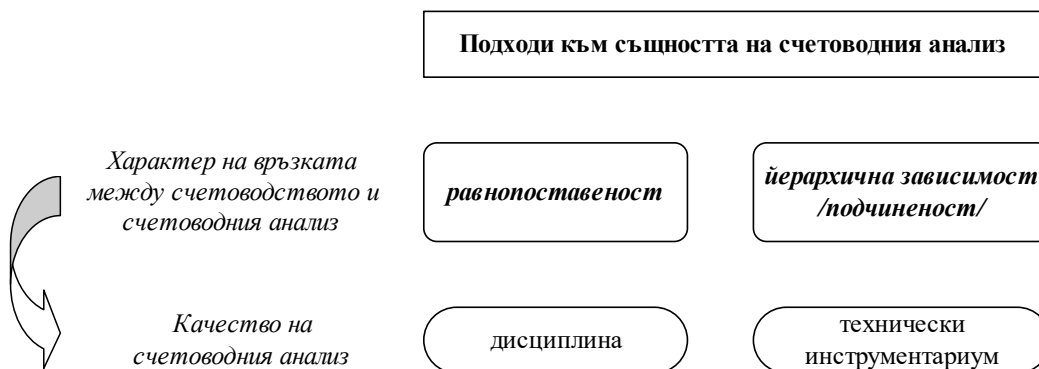 Подходи към същността на счетоводния анализ
Характер на връзката
между счетоводството и
счетоводния анализ
равнопоставеност
йерархична зависимост
/подчиненост/
Качество на
счетоводния анализ
дисциплина
технически
инструментариум